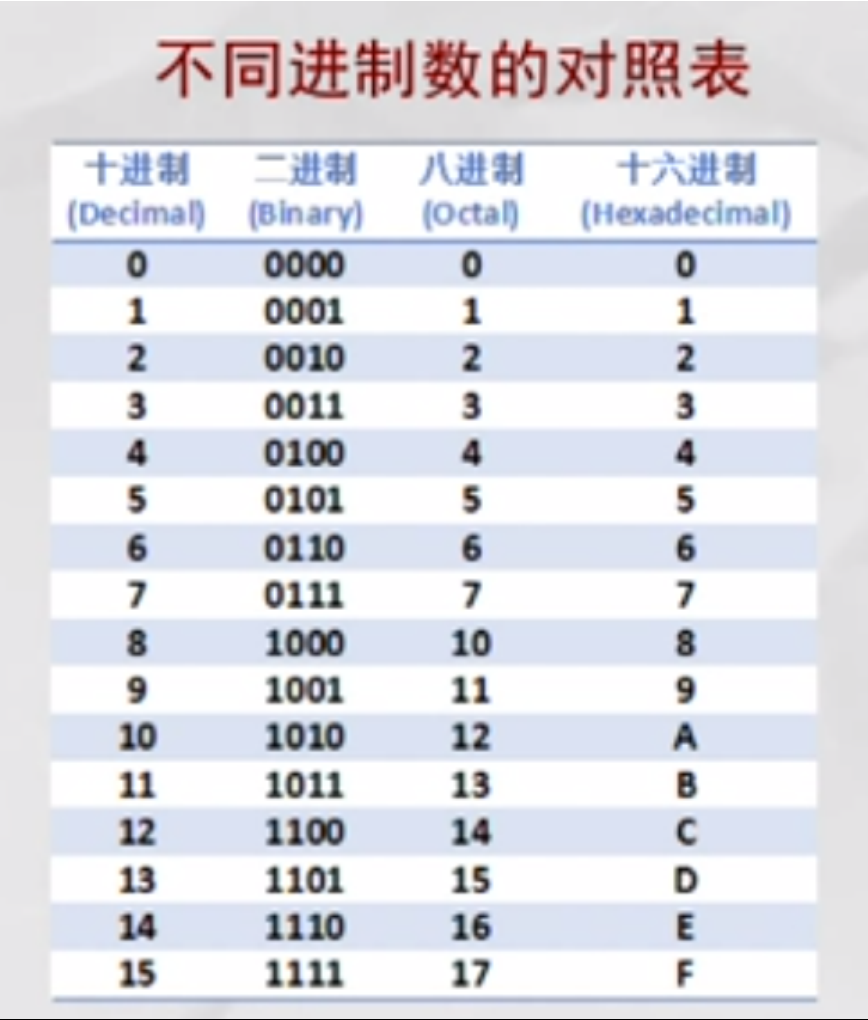 不同进制数的对照表
十进制 二进制 八进制 十六进制
(Decimal) (Binary) (Octal) (Hexadecimal)
0 0000 0 0
1 0001 1 1
2 0010 2 2
3 0011 3 3
4 0100 4 4
5 0101 5 5
6 0110 6 6
7 0111 7 7
8 1000 10 8
9 1001 11 9
10 1010 12 A
11 1011 13 B
12 1100 14 C
13 1101 15 D
14 1110 16 E
15 1111 17 F